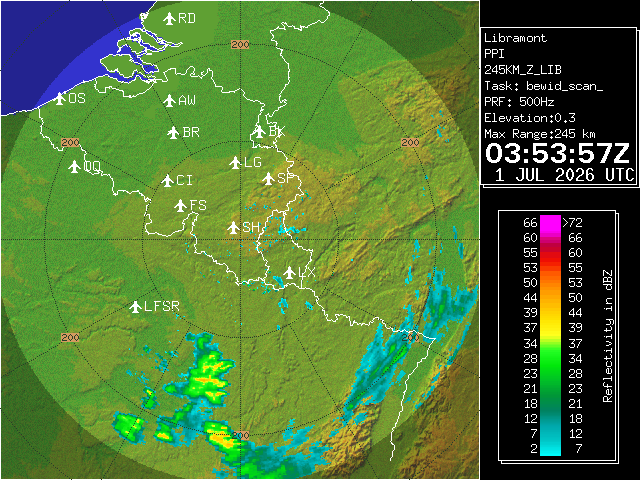 RD
200
OS
AW
BR
BK
200
200
QQ
LG
CI
SP
FS
SH
LX
LFSR
200
200
200
Libramont
PPI
245KM_Z_LIB
Task: bewid_scan_
PRF: 500Hz
Elevation:0.3
Max Range:245 km
03:53:57Z
1 JUL 2026 UTC
66 >72
60 66
55 60
53 55
50 53
44 50
39 44
37 39
34 37
28 34
23 28
21 23
18 21
12 18
7 12
2 7
Reflectivity in dBZ